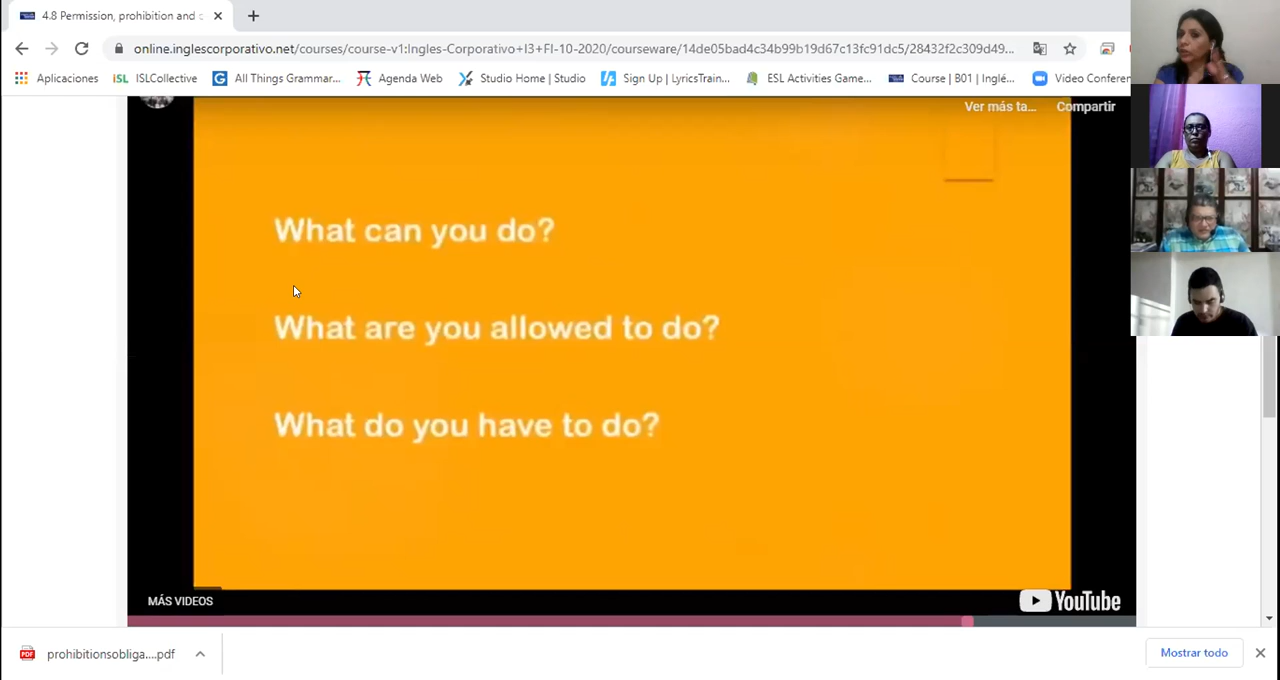 4.8 Permission, prohibition and
online.inglescorporativo.net/courses/course-v1:Ingles-Corporativo+I3+FI-10-2020/courseware/14de05bad4c34b99b19d67c13fc91dc5/28432f2c309d49...
Aplicaciones iSL ISLCollective G All Things Grammar... Agenda Web Studio Home | Studio Sign Up | LyricsTrain... ESL Activities Game... Course | B01 | Inglé... Video Conferen
Ver más ta... Compartir
What can you do?
What are you allowed to do?
What do you have to do?
MÁS VIDEOS YouTube
PDF prohibitionsobliga....pdf Mostrar todo